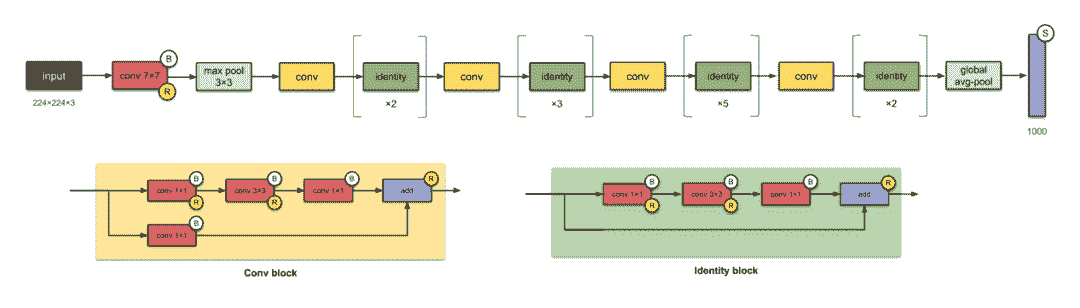 S
B
input
conv 7×7
max pool
3×3
conv
identity
conv
identity
conv
identity
conv
identity
global
avg-pool
R
224×224×3
×2
×3
×5
×2
1000
B
B
B
R
conv 1×1
conv 3×3
conv 1×1
add
R
R
B
conv 1×1
Conv block
B
B
B
R
conv 1×1
conv 3×3
conv 1×1
add
R
R
Identity block